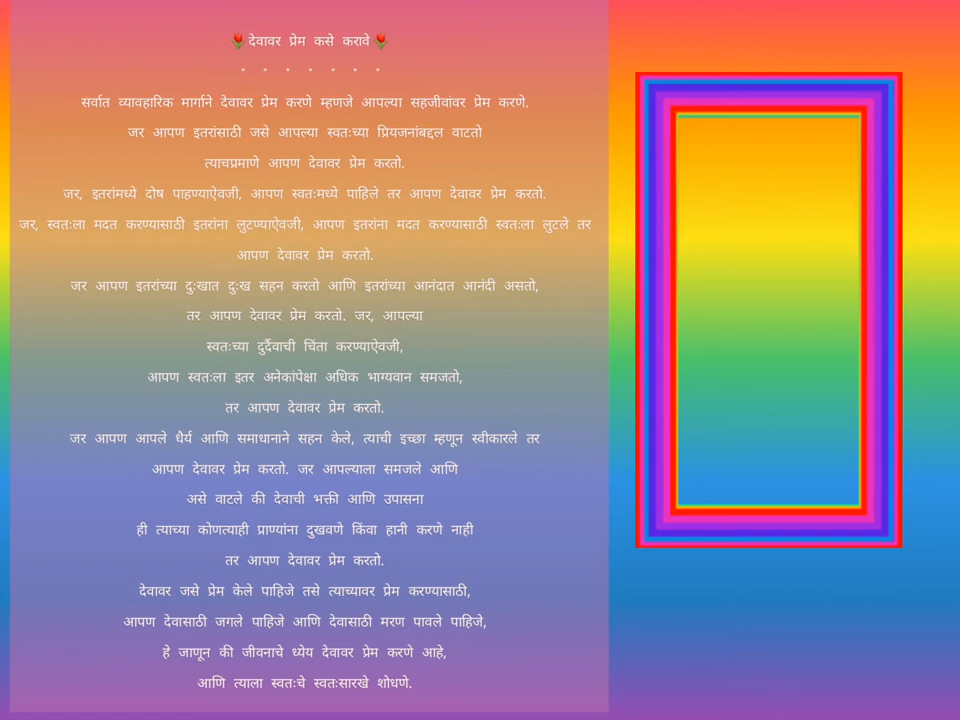 🌷देवावर प्रेम कसे करावे🌷
* * * * * * *
सर्वात व्यावहारिक मार्गाने देवावर प्रेम करणे म्हणजे आपल्या सहजीवांवर प्रेम करणे.
जर आपण इतरांसाठी जसे आपल्या स्वतःच्या प्रियजनांबद्दल वाटतो
त्याचप्रमाणे आपण देवावर प्रेम करतो.
जर, इतरांमध्ये दोष पाहण्याऐवजी, आपण स्वतःमध्ये पाहिले तर आपण देवावर प्रेम करतो.
जर, स्वतःला मदत करण्यासाठी इतरांना लुटण्याऐवजी, आपण इतरांना मदत करण्यासाठी स्वतःला लुटले तर
आपण देवावर प्रेम करतो.
जर आपण इतरांच्या दुःखात दुःख सहन करतो आणि इतरांच्या आनंदात आनंदी असतो,
तर आपण देवावर प्रेम करतो. जर, आपल्या
स्वतःच्या दुर्दैवाची चिंता करण्याऐवजी,
आपण स्वतःला इतर अनेकांपेक्षा अधिक भाग्यवान समजतो,
तर आपण देवावर प्रेम करतो.
जर आपण आपले धैर्य आणि समाधानाने सहन केले, त्याची इच्छा म्हणून स्वीकारले तर
आपण देवावर प्रेम करतो. जर आपल्याला समजले आणि
असे वाटले की देवाची भक्ती आणि उपासना
ही त्याच्या कोणत्याही प्राण्यांना दुखवणे किंवा हानी करणे नाही
तर आपण देवावर प्रेम करतो.
देवावर जसे प्रेम केले पाहिजे तसे त्याच्यावर प्रेम करण्यासाठी,
आपण देवासाठी जगले पाहिजे आणि देवासाठी मरण पावले पाहिजे,
हे जाणून की जीवनाचे ध्येय देवावर प्रेम करणे आहे,
आणि त्याला स्वतःचे स्वतःसारखे शोधणे.